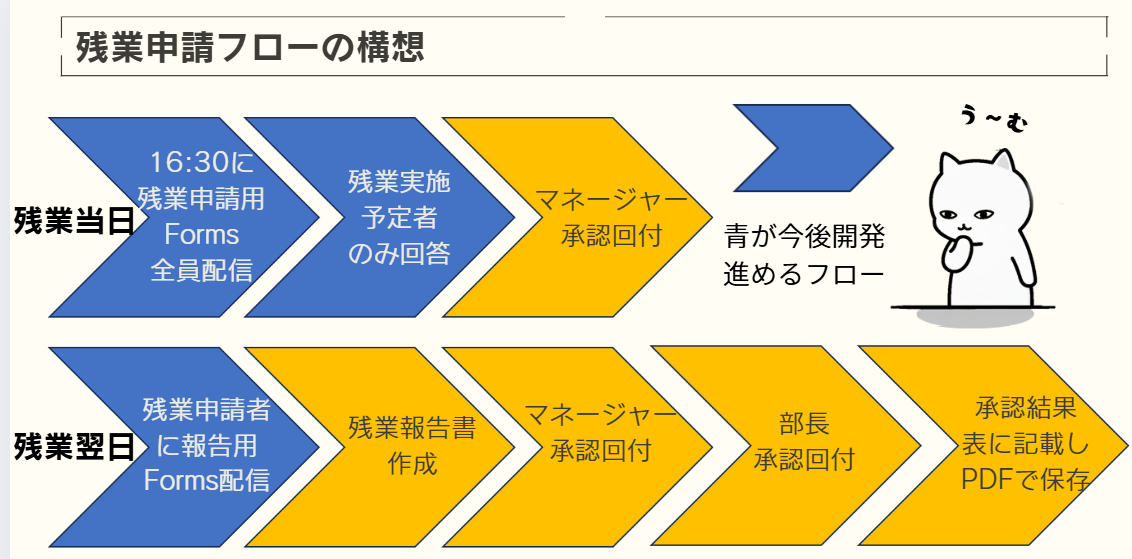 残業申請フローの構想
う~む
残業当日
16:30に
残業申請用
Forms
全員配信
残業実施
予定者
のみ回答
マネージャー
承認回付
青が今後開発
進めるフロー
残業翌日
残業申請者
に報告用
Forms配信
残業報告書
作成
マネージャー
承認回付
部長
承認回付
承認結果
表に記載し
PDFで保存